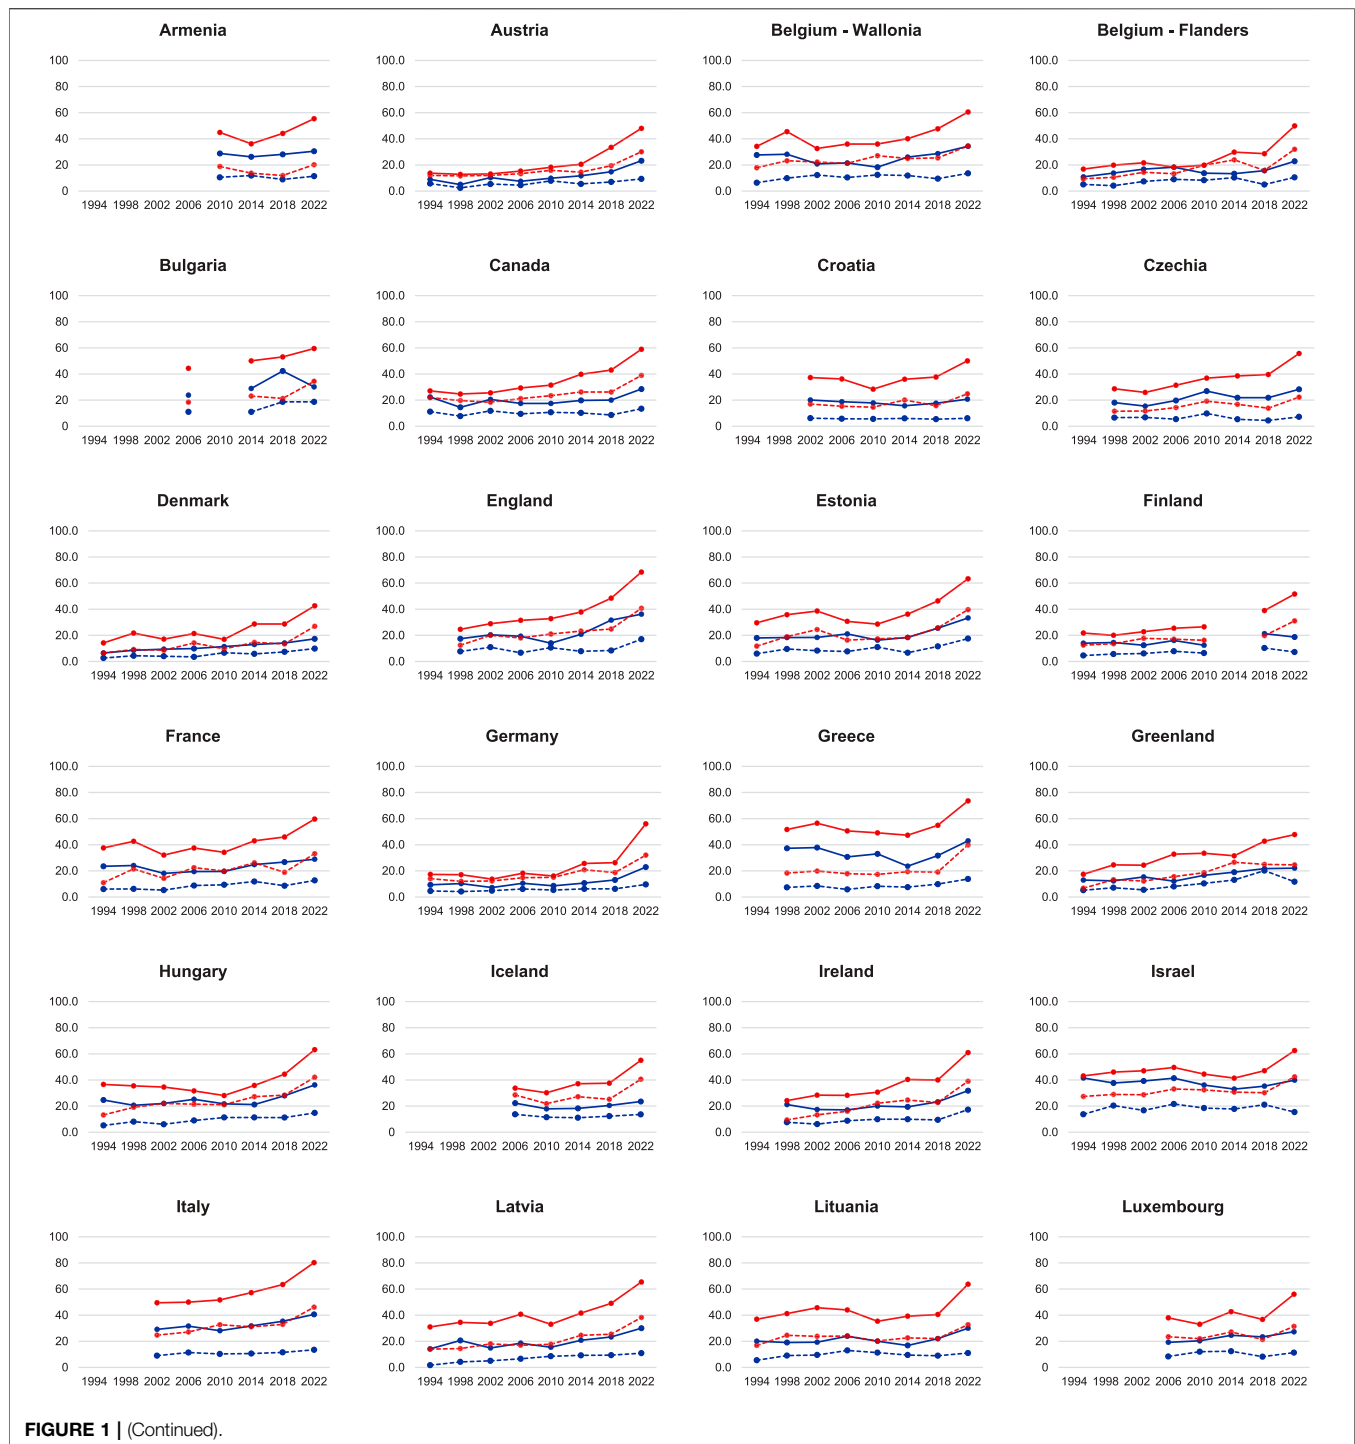 Armenia
100
80
60
40
20
0
1994 1998 2002 2006 2010 2014 2018 2022
Austria
100.0
80.0
60.0
40.0
20.0
0.0
1994 1998 2002 2006 2010 2014 2018 2022
Belgium - Wallonia
100.0
80.0
60.0
40.0
20.0
0.0
1994 1998 2002 2006 2010 2014 2018 2022
Belgium - Flanders
100.0
80.0
60.0
40.0
20.0
0.0
1994 1998 2002 2006 2010 2014 2018 2022
Bulgaria
100
80
60
40
20
0
1994 1998 2002 2006 2010 2014 2018 2022
Canada
100.0
80.0
60.0
40.0
20.0
0.0
1994 1998 2002 2006 2010 2014 2018 2022
Croatia
100
80
60
40
20
0
1994 1998 2002 2006 2010 2014 2018 2022
Czechia
100.0
80.0
60.0
40.0
20.0
0.0
1994 1998 2002 2006 2010 2014 2018 2022
Denmark
100.0
80.0
60.0
40.0
20.0
0.0
1994 1998 2002 2006 2010 2014 2018 2022
England
100.0
80.0
60.0
40.0
20.0
0.0
1994 1998 2002 2006 2010 2014 2018 2022
Estonia
100.0
80.0
60.0
40.0
20.0
0.0
1994 1998 2002 2006 2010 2014 2018 2022
Finland
100.0
80.0
60.0
40.0
20.0
0.0
1994 1998 2002 2006 2010 2014 2018 2022
France
100.0
80.0
60.0
40.0
20.0
0.0
1994 1998 2002 2006 2010 2014 2018 2022
Germany
100.0
80.0
60.0
40.0
20.0
0.0
1994 1998 2002 2006 2010 2014 2018 2022
Greece
100.0
80.0
60.0
40.0
20.0
0.0
1994 1998 2002 2006 2010 2014 2018 2022
Greenland
100.0
80.0
60.0
40.0
20.0
0.0
1994 1998 2002 2006 2010 2014 2018 2022
Hungary
100.0
80.0
60.0
40.0
20.0
0.0
1994 1998 2002 2006 2010 2014 2018 2022
Iceland
100
80
60
40
20
0
1994 1998 2002 2006 2010 2014 2018 2022
Ireland
100.0
80.0
60.0
40.0
20.0
0.0
1994 1998 2002 2006 2010 2014 2018 2022
Israel
100.0
80.0
60.0
40.0
20.0
0.0
1994 1998 2002 2006 2010 2014 2018 2022
Italy
100
80
60
40
20
0
1994 1998 2002 2006 2010 2014 2018 2022
Latvia
100.0
80.0
60.0
40.0
20.0
0.0
1994 1998 2002 2006 2010 2014 2018 2022
Lituania
100.0
80.0
60.0
40.0
20.0
0.0
1994 1998 2002 2006 2010 2014 2018 2022
Luxembourg
100
80
60
40
20
0
1994 1998 2002 2006 2010 2014 2018 2022
FIGURE 1 | (Continued).